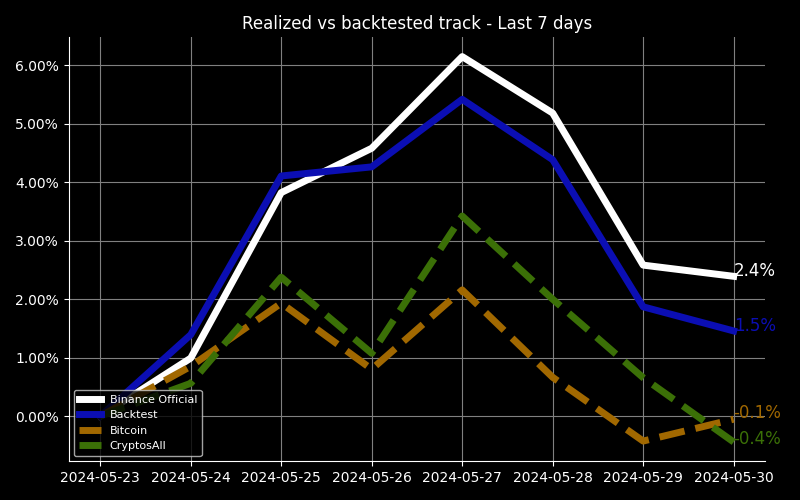 Realized vs backtested track - Last 7 days
6.00%
5.00%
4.00%
3.00%
2.00%
1.00%
0.00%
2.4%
1.5%
-0.1%
-0.4%
Binance Official
Backtest
Bitcoin
CryptosAll
2024-05-23 2024-05-24 2024-05-25 2024-05-26 2024-05-27 2024-05-28 2024-05-29 2024-05-30